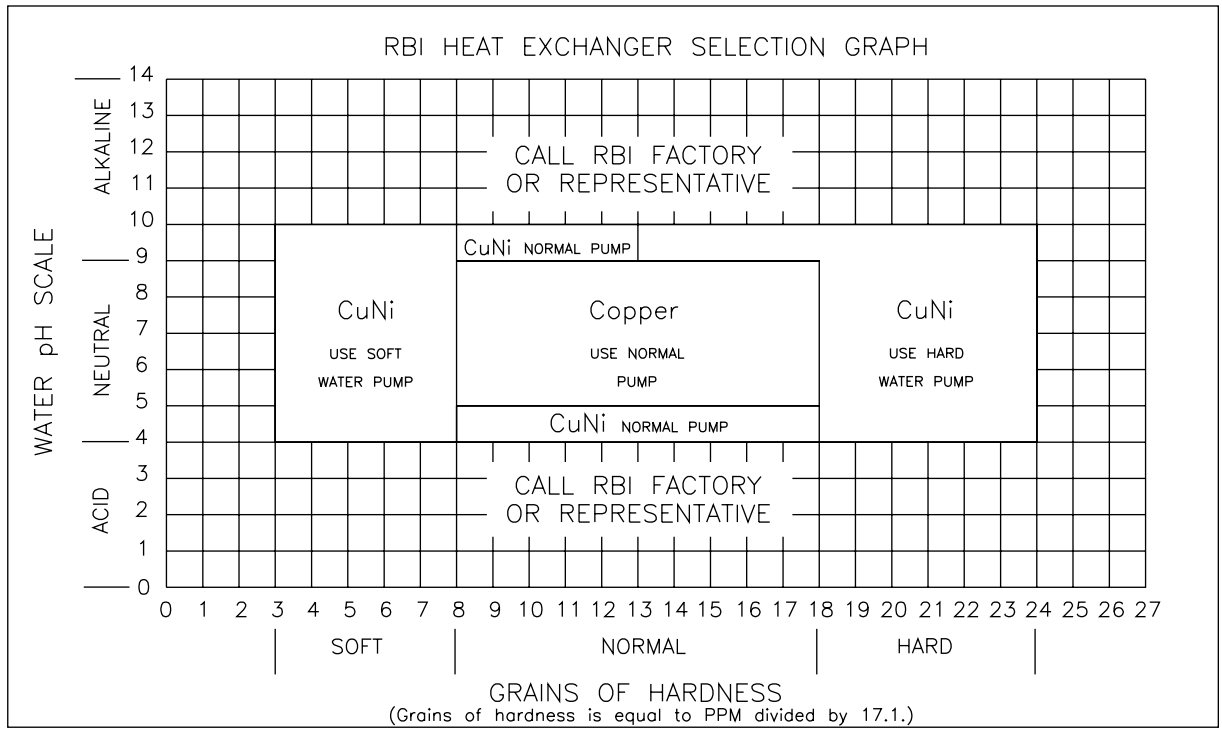 RBI HEAT EXCHANGER SELECTION GRAPH
WATER pH SCALE
ALKALINE
NEUTRAL
ACID
14
13
12
11
10
9
8
7
6
5
4
3
2
1
0
CALL RBI FACTORY
OR REPRESENTATIVE
CuNi NORMAL PUMP
CuNi
USE SOFT
WATER PUMP
Copper
USE NORMAL
PUMP
CuNi
USE HARD
WATER PUMP
CuNi NORMAL PUMP
CALL RBI FACTORY
OR REPRESENTATIVE
0 1 2 3 4 5 6 7 8 9 10 11 12 13 14 15 16 17 18 19 20 21 22 23 24 25 26 27
SOFT NORMAL HARD
GRAINS OF HARDNESS
(Grains of hardness is equal to PPM divided by 17.1.)